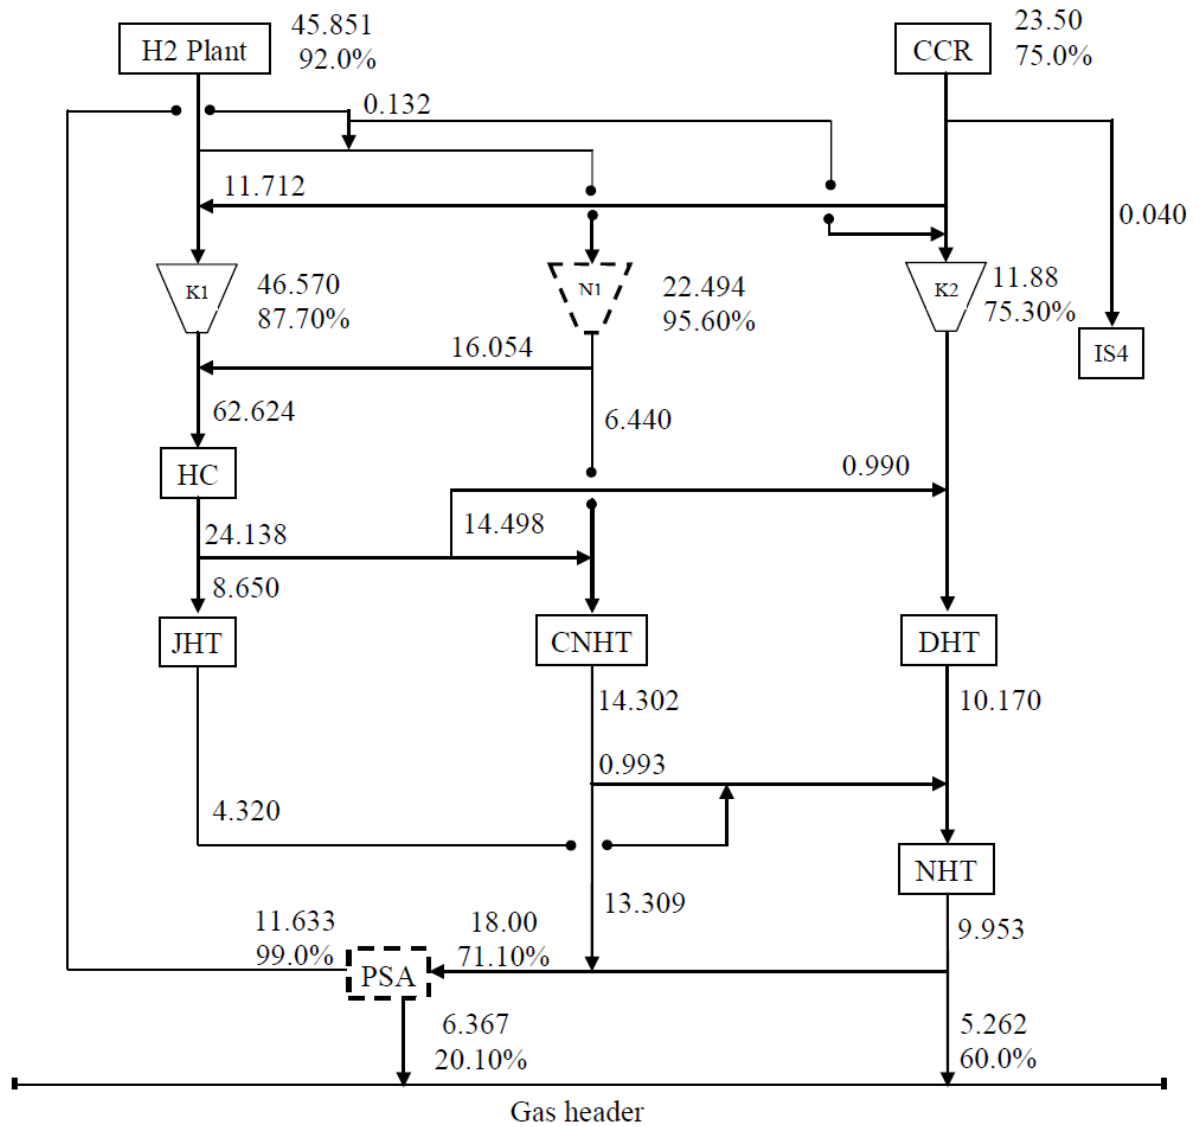 H2 Plant
45.851
92.0%
CCR
23.50
75.0%
0.132
11.712
0.040
K1
46.570
87.70%
N1
22.494
95.60%
K2
11.88
75.30%
IS4
16.054
62.624
6.440
HC
0.990
24.138
14.498
8.650
JHT
CNHT
DHT
14.302
10.170
0.993
4.320
NHT
13.309
9.953
11.633
99.0%
18.00
71.10%
PSA
6.367
20.10%
5.262
60.0%
Gas header